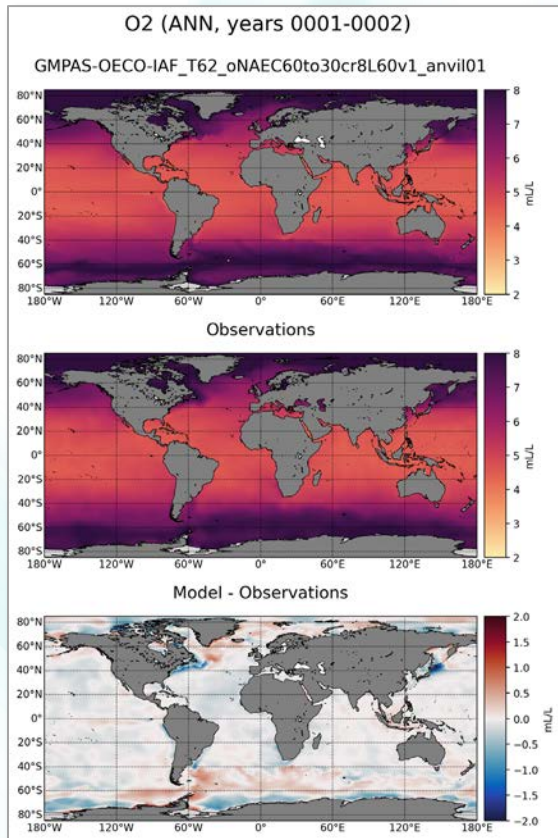 O2 (ANN, years 0001-0002)
GMPAS-OECO-IAF_T62_oNAEC60to30cr8L60v1_anvil01
80°N
60°N
40°N
20°N
0°
20°S
40°S
60°S
80°S
180°W 120°W 60°W 0° 60°E 120°E 180°E
8
7
6
5
4
3
2
mL/L
Observations
80°N
60°N
40°N
20°N
0°
20°S
40°S
60°S
80°S
180°W 120°W 60°W 0° 60°E 120°E 180°E
8
7
6
5
4
3
2
mL/L
Model - Observations
80°N
60°N
40°N
20°N
0°
20°S
40°S
60°S
80°S
180°W 120°W 60°W 0° 60°E 120°E 180°E
2.0
1.5
1.0
0.5
0.0
−0.5
−1.0
−1.5
−2.0
mL/L